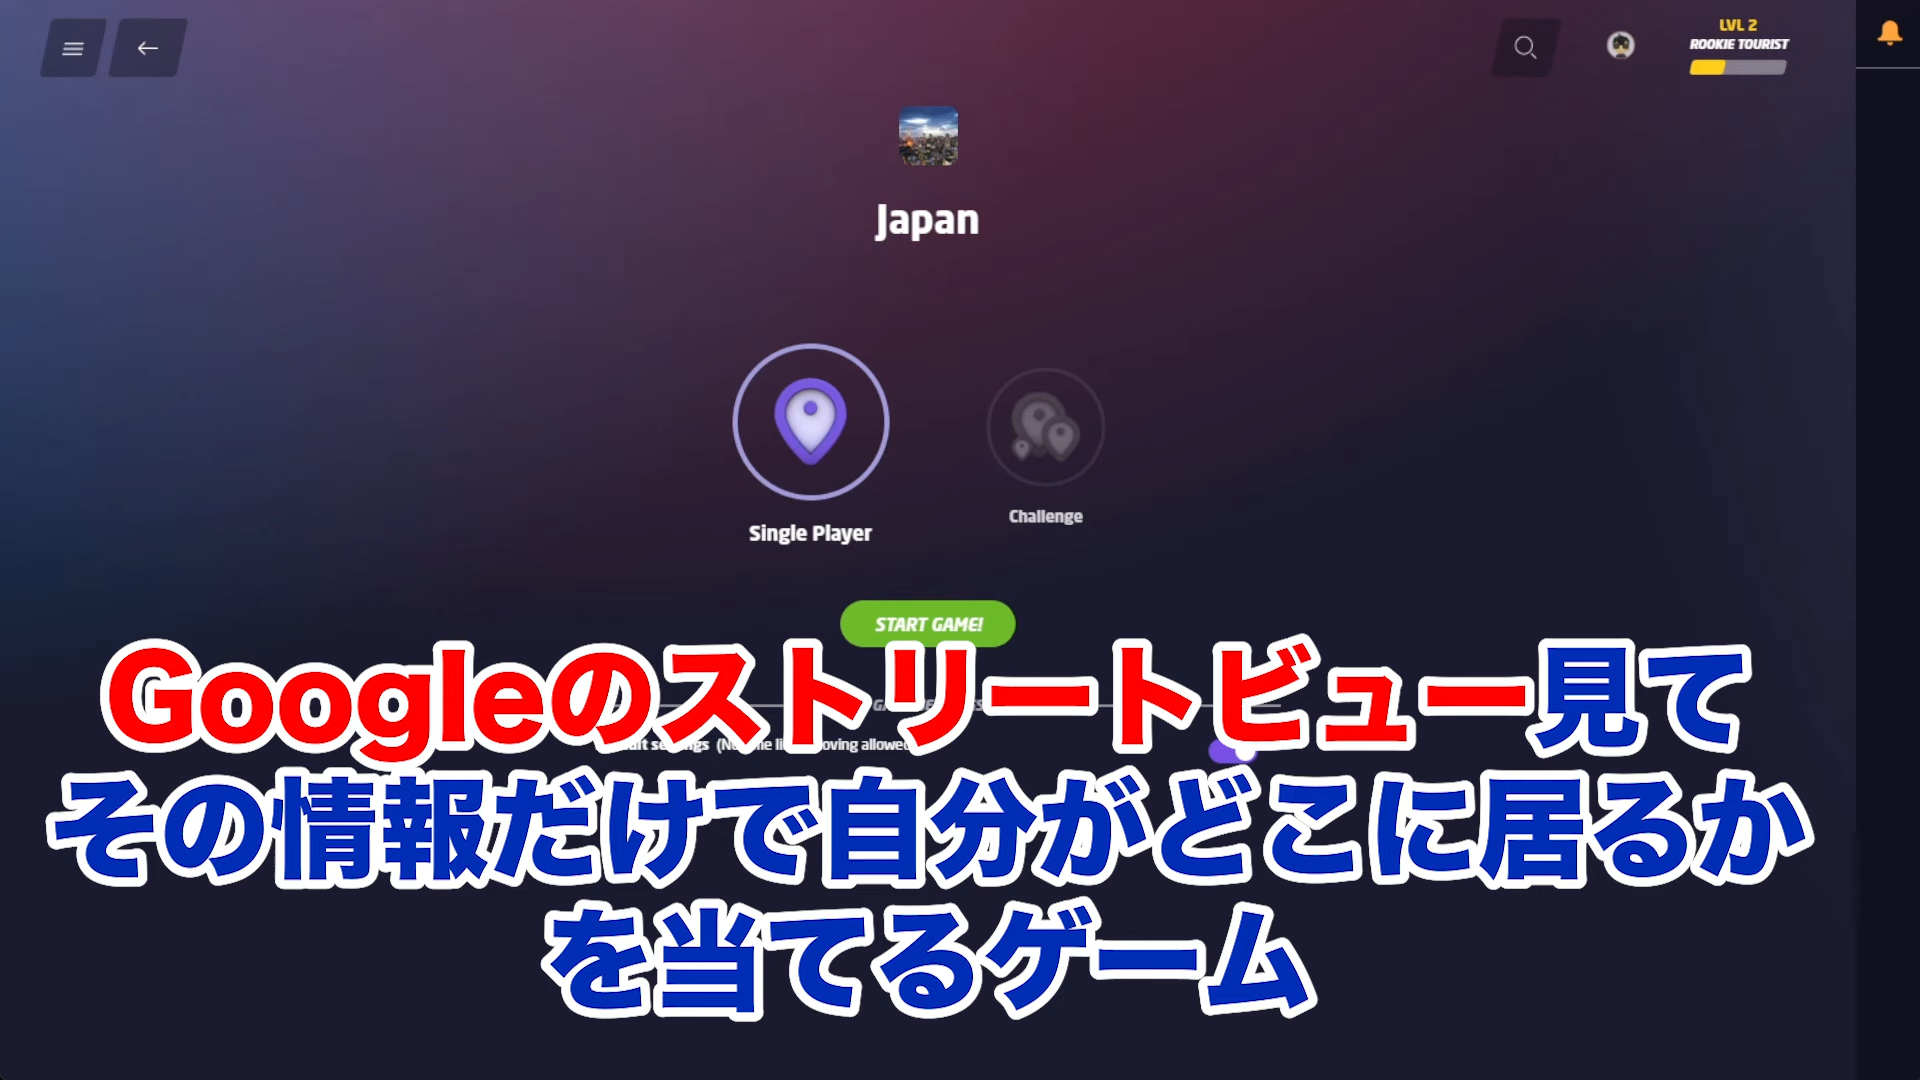 LVL 2
ROOKIE TOURIST
Japan
Single Player
Challenge
START GAME!
Googleのストリートビュー見て
その情報だけで自分がどこに居るか
を当てるゲーム